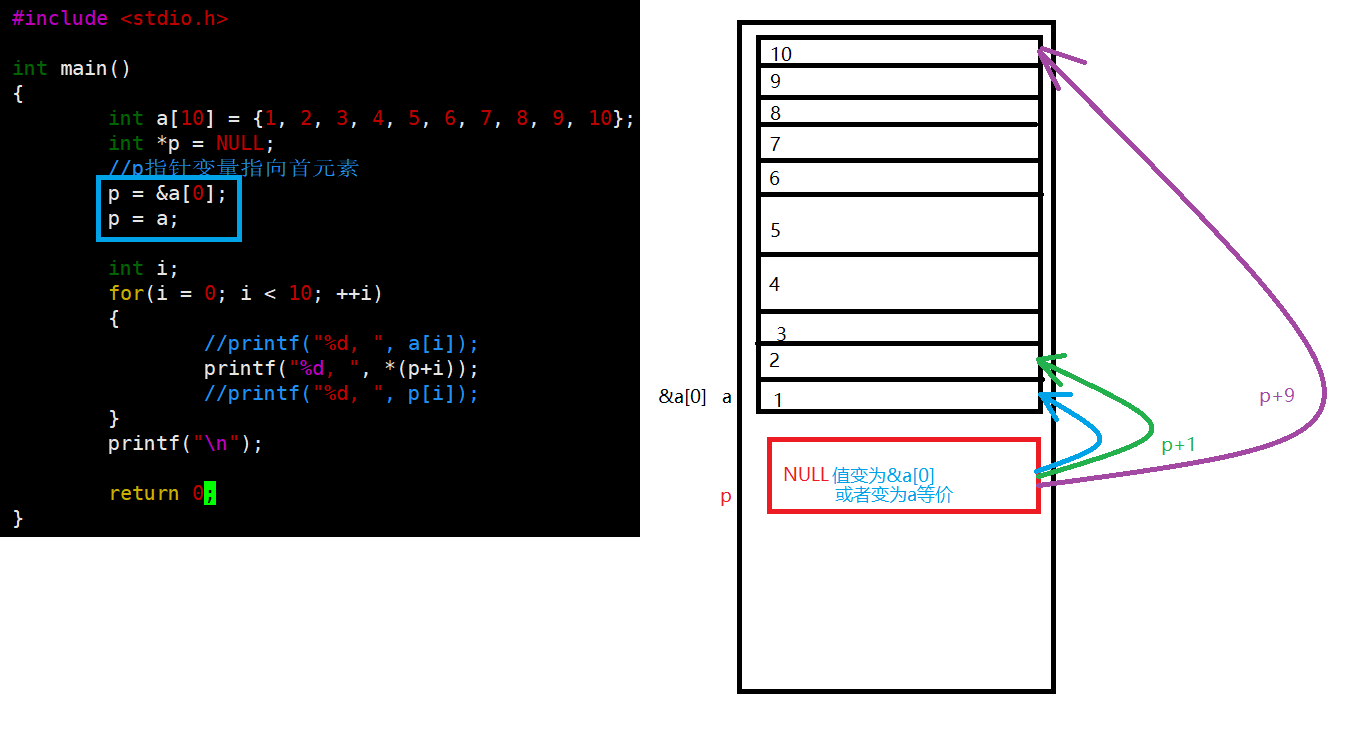 #include <stdio.h>
int main()
{
int a[10] = {1, 2, 3, 4, 5, 6, 7, 8, 9, 10};
int *p = NULL;
//p指针变量指向首元素
p = &a[0];
p = a;
int i;
for(i = 0; i < 10; ++i)
{
//printf("%d, ", a[i]);
printf("%d, ", *(p+i));
//printf("%d, ", p[i]);
}
printf("\n");
return 0;
}
10
9
8
7
6
5
4
3
2
&a[0] a 1
p+9
p+1
NULL 值变为&a[0]
或者变为a等价
p